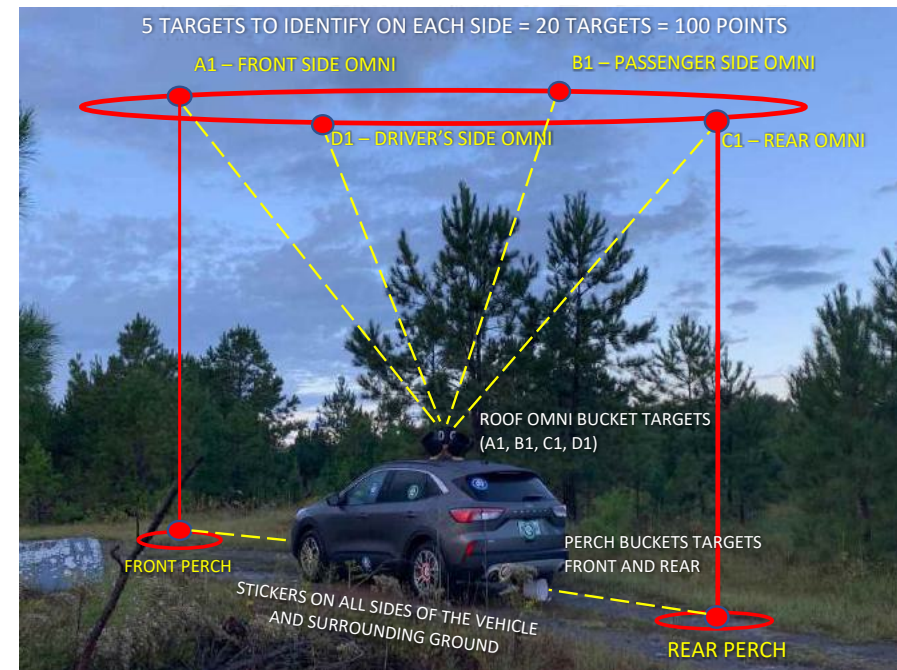 5 TARGETS TO IDENTIFY ON EACH SIDE = 20 TARGETS = 100 POINTS
A1 – FRONT SIDE OMNI
B1 – PASSENGER SIDE OMNI
D1 – DRIVER'S SIDE OMNI
C1 – REAR OMNI
ROOF OMNI BUCKET TARGETS
(A1, B1, C1, D1)
PERCH BUCKETS TARGETS
FRONT AND REAR
FRONT PERCH
STICKERS ON ALL SIDES OF THE VEHICLE
AND SURROUNDING GROUND
REAR PERCH